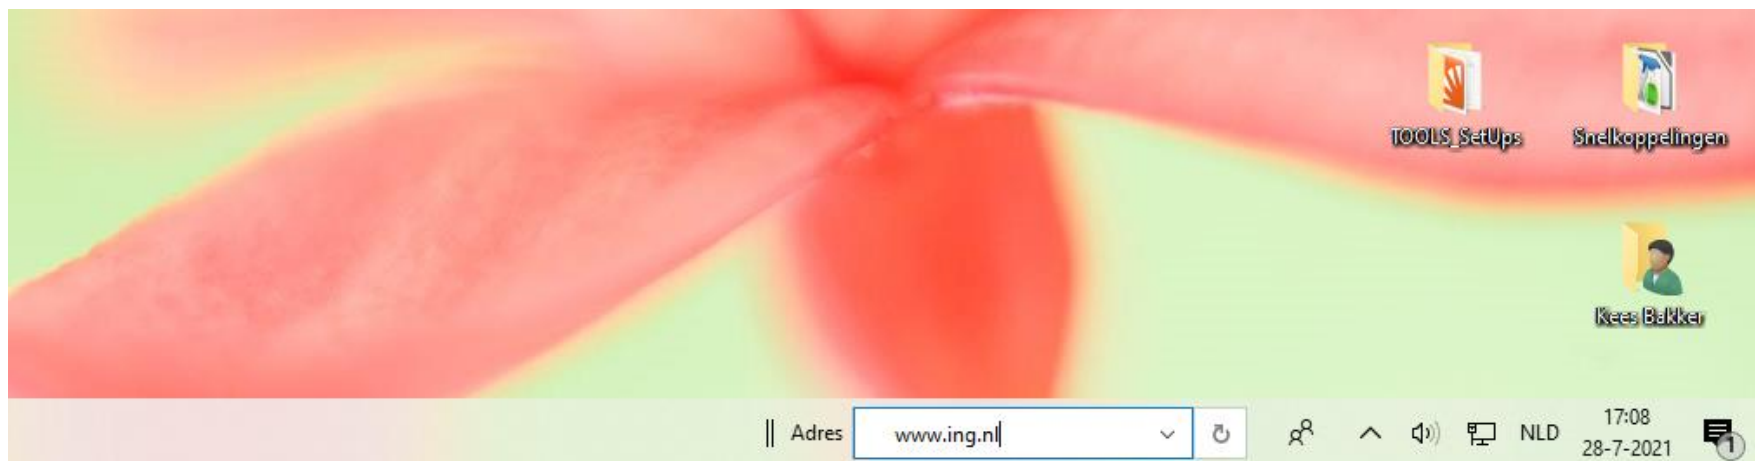 TOOLS_SetUps
Snelkoppelingen
Kees Bakker
Adres
www.ing.nl
NLD
17:08
28-7-2021
1